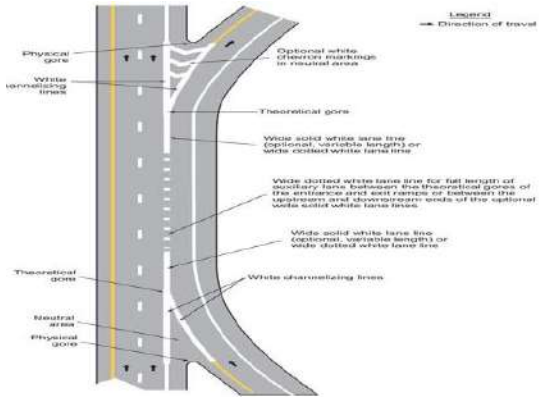 Legend
Direction of travel
Physical
gore
Optional white
chevron markings
in neutral area
White
annelizing
lines
Theoretical gore
Wide solid white lane line
(optional, variable length) or
wide dotted white lane line
Wide dotted white lane line for full length of
auxiliary lane between the theoretical gores of
the entrance and exit ramps or between the
upstream and downstream ends of the optional
wide solid white lane lines
Wide solid white lane line
(optional, variable length) or
wide dotted white lane line
Theoretical
gore
White channelizing lines
Neutral
area
Physical
gore